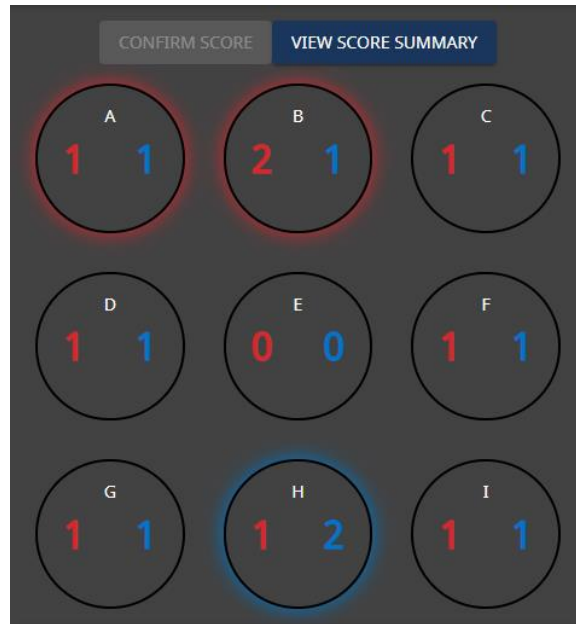 CONFIRM SCORE VIEW SCORE SUMMARY
A B C
1 1 2 1 1 1
D E F
1 1 0 0 1 1
G H I
1 1 1 2 1 1